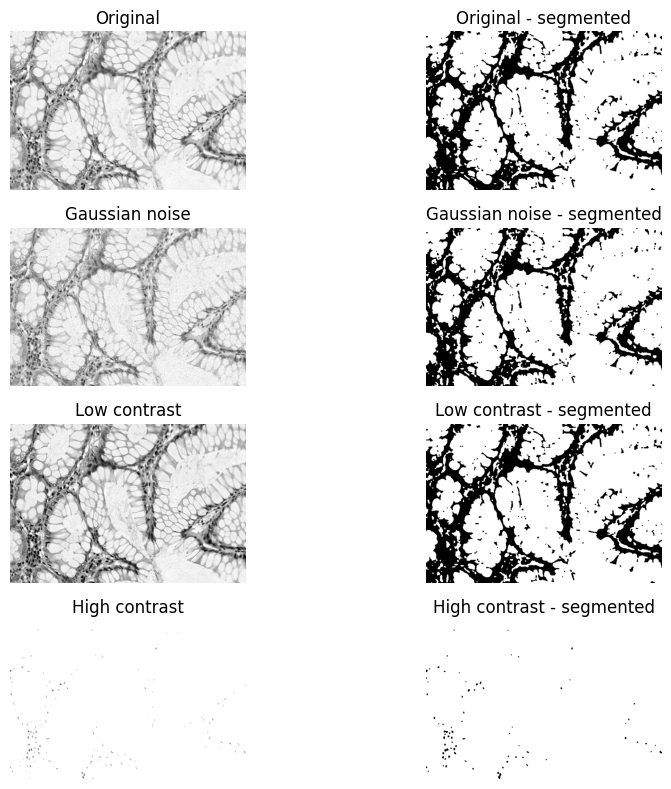 Original
Original - segmented
Gaussian noise
Gaussian noise - segmented
Low contrast
Low contrast - segmented
High contrast
High contrast - segmented